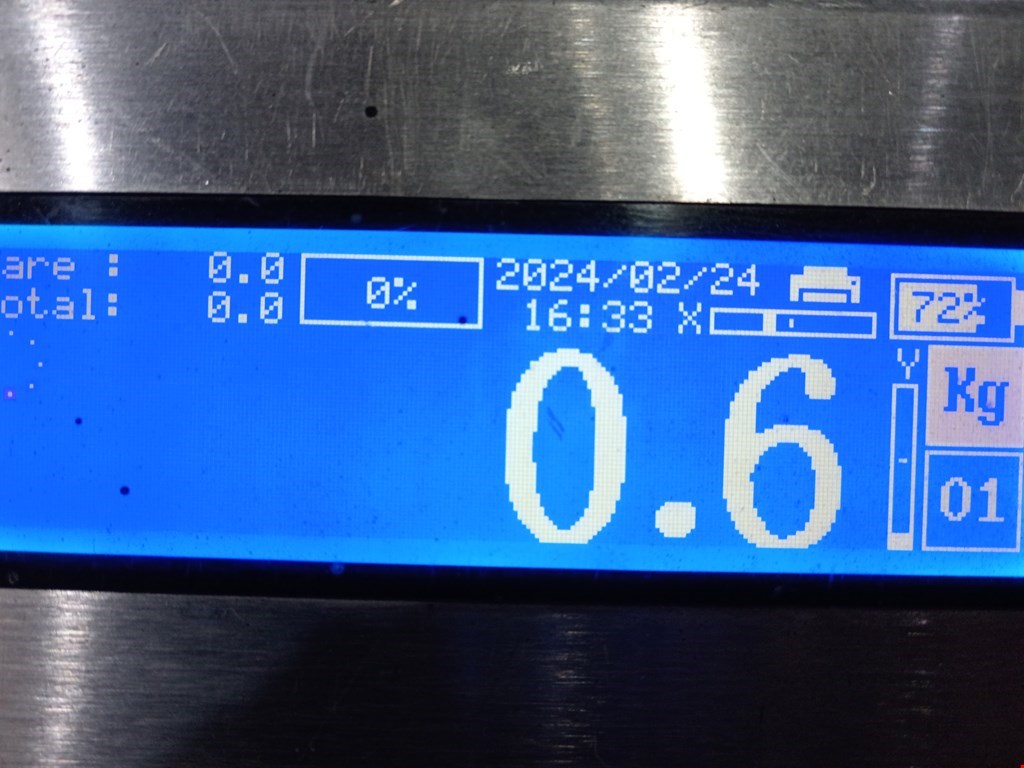 are : 0.0 0% 2024/02/24 72%
otal: 0.0 16:33 X
0.6 Y Kg
01